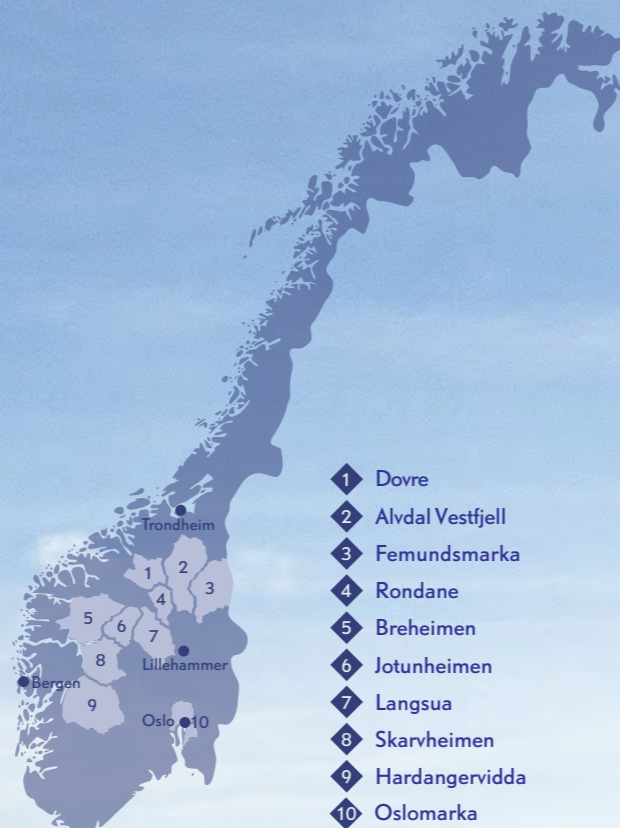 Trondheim
1
2
3
4
5
6
7
8
9
Lillehammer
Bergen
Oslo 10
1 Dovre
2 Alvdal Vestfjell
3 Femundsmarka
4 Rondane
5 Breheimen
6 Jotunheimen
7 Langsua
8 Skarvheimen
9 Hardangervidda
10 Oslomarka